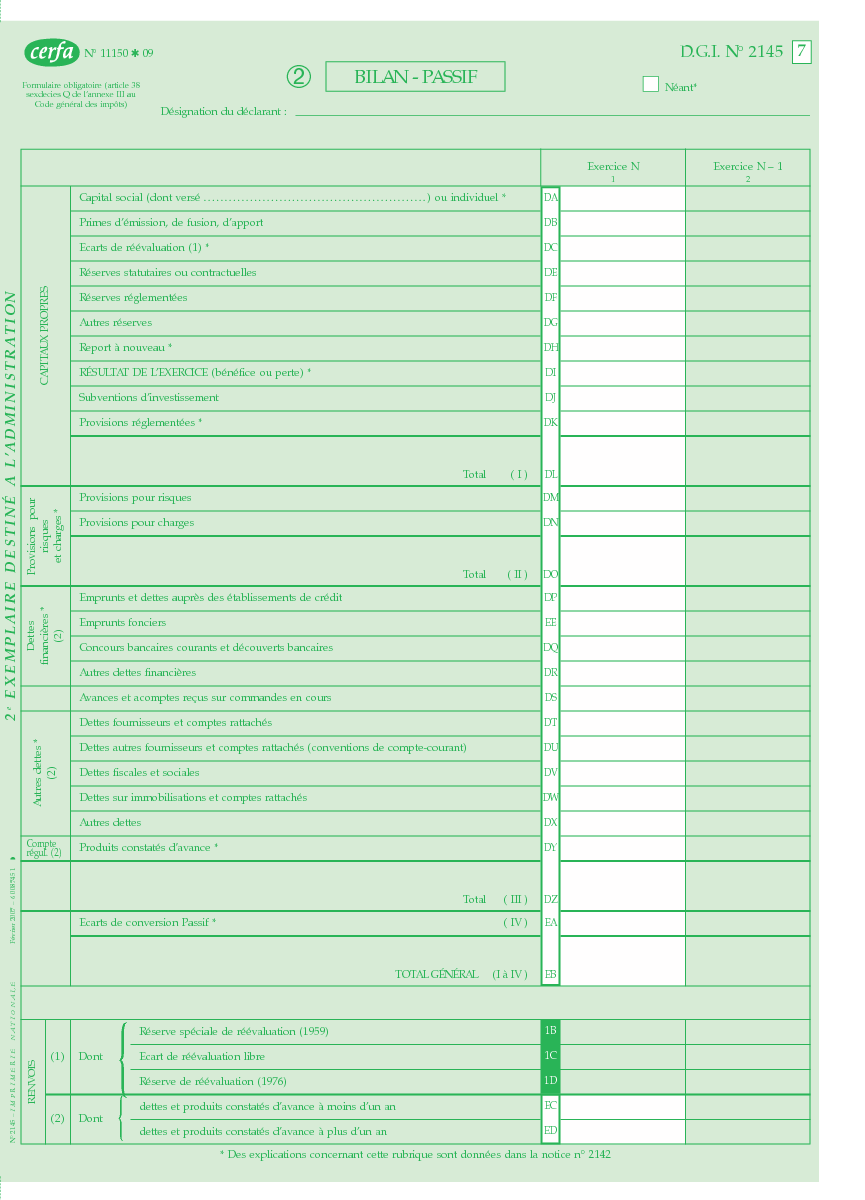 cerfa N° 11150 ✱ 09
D.G.I. N° 2145 7
② BILAN - PASSIF
Néant*
Formulaire obligatoire (article 38
sexdecies Q de l'annexe III au
Code général des impôts)
Désignation du déclarant :
Exercice N
1
Exercice N – 1
2
2e EXEMPLAIRE DESTINÉ A L'ADMINISTRATION
CAPITAUX PROPRES
Capital social (dont versé ......................................................) ou individuel * DA
Primes d'émission, de fusion, d'apport DB
Ecarts de réévaluation (1) * DC
Réserves statutaires ou contractuelles DE
Réserves réglementées DF
Autres réserves DG
Report à nouveau * DH
RÉSULTAT DE L'EXERCICE (bénéfice ou perte) * DI
Subventions d'investissement DJ
Provisions réglementées * DK
Total ( I ) DL
Provisions pour
risques
et charges *
Provisions pour risques DM
Provisions pour charges DN
Total ( II ) DO
Dettes
financières *
(2)
Emprunts et dettes auprès des établissements de crédit DP
Emprunts fonciers EE
Concours bancaires courants et découverts bancaires DQ
Autres dettes financières DR
Avances et acomptes reçus sur commandes en cours DS
Autres dettes *
(2)
Dettes fournisseurs et comptes rattachés DT
Dettes autres fournisseurs et comptes rattachés (conventions de compte-courant) DU
Dettes fiscales et sociales DV
Dettes sur immobilisations et comptes rattachés DW
Autres dettes DX
Compte
régul. (2)
Produits constatés d'avance * DY
Total ( III ) DZ
Ecarts de conversion Passif * ( IV ) EA
TOTAL GÉNÉRAL (I à IV ) EB
RENVOIS
(1) Dont
Réserve spéciale de réévaluation (1959) 1B
Ecart de réévaluation libre 1C
Réserve de réévaluation (1976) 1D
(2) Dont
dettes et produits constatés d'avance à moins d'un an EC
dettes et produits constatés d'avance à plus d'un an ED
N° 2145 – IMPRIMERIE NATIONALE
* Des explications concernant cette rubrique sont données dans la notice n° 2142